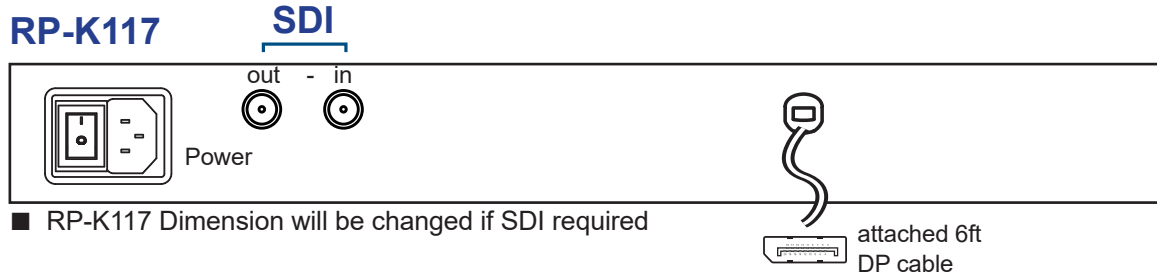 RP-K117
SDI
out - in
Power
■ RP-K117 Dimension will be changed if SDI required
attached 6ft
DP cable